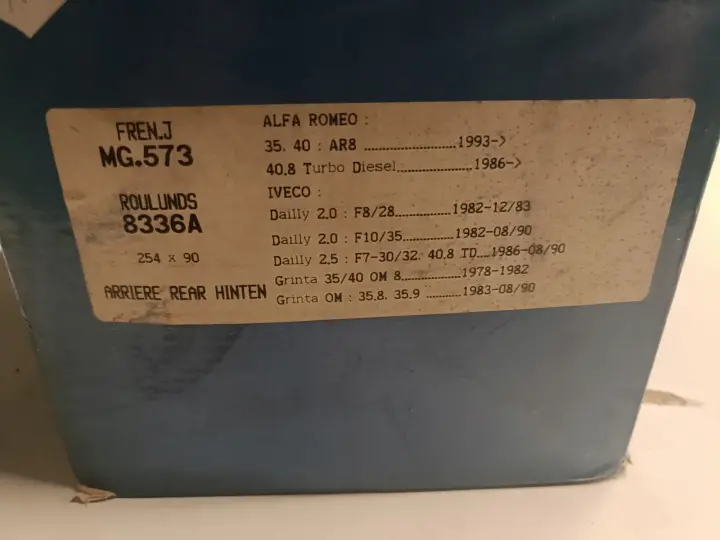 FREN.J
MG.573
ROULUNDS
8336A
254 x 90
ARRIERE REAR HINTEN
ALFA ROMEO :
35. 40 : AR8 ........................1993->
40.8 Turbo Diesel....................1986->
IVECO :
Dailly 2.0 : F8/28...............1982-12/83
Dailly 2.0 : F10/35..............1982-08/90
Dailly 2.5 : F7-30/32. 40.8 TD...1986-08/90
Grinta 35/40 OM 8................1978-1982
Grinta OM : 35.8. 35.9 ..........1983-08/90